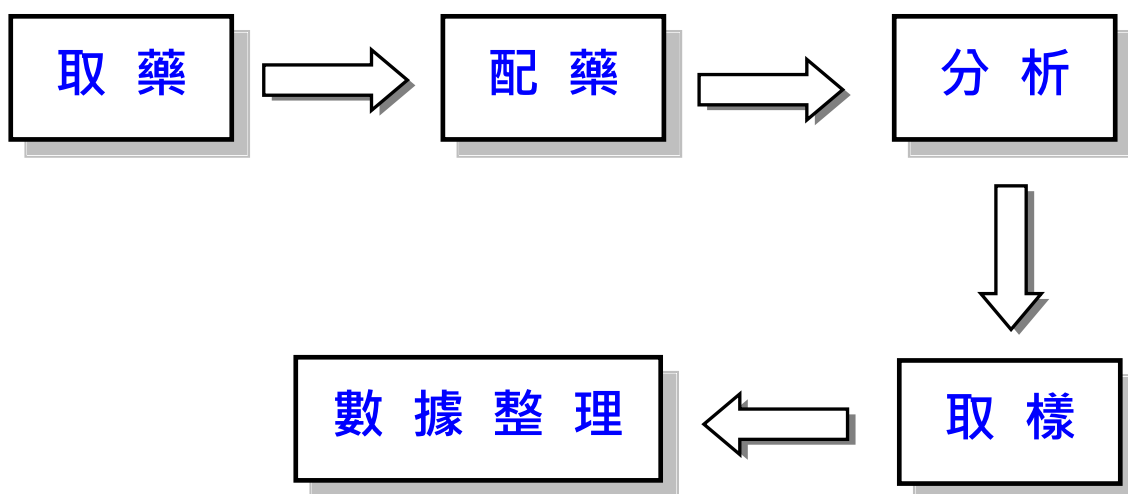 取 藥
配 藥
分 析
取 樣
數 據 整 理